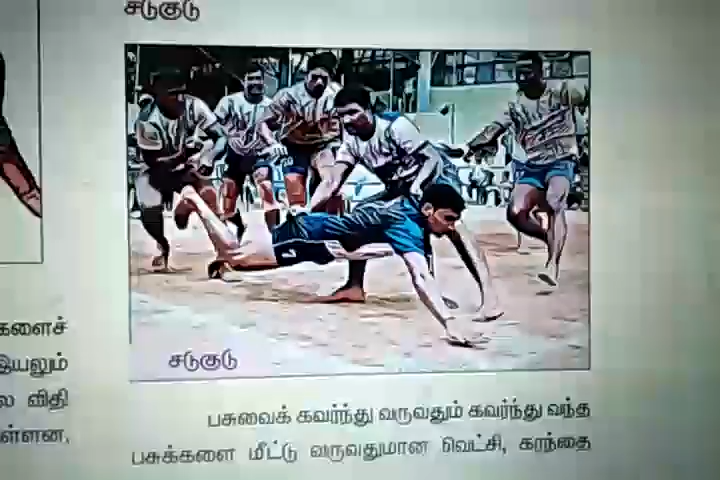 சடுகுடு
சடுகுடு
களைச்
இயலும்
ல விதி
ள்ளன,
பசுவைக் கவர்ந்து வருவதும் கவர்ந்து வந்த
பசுக்களை மீட்டு வருவதுமான வெட்சி, கரந்தை